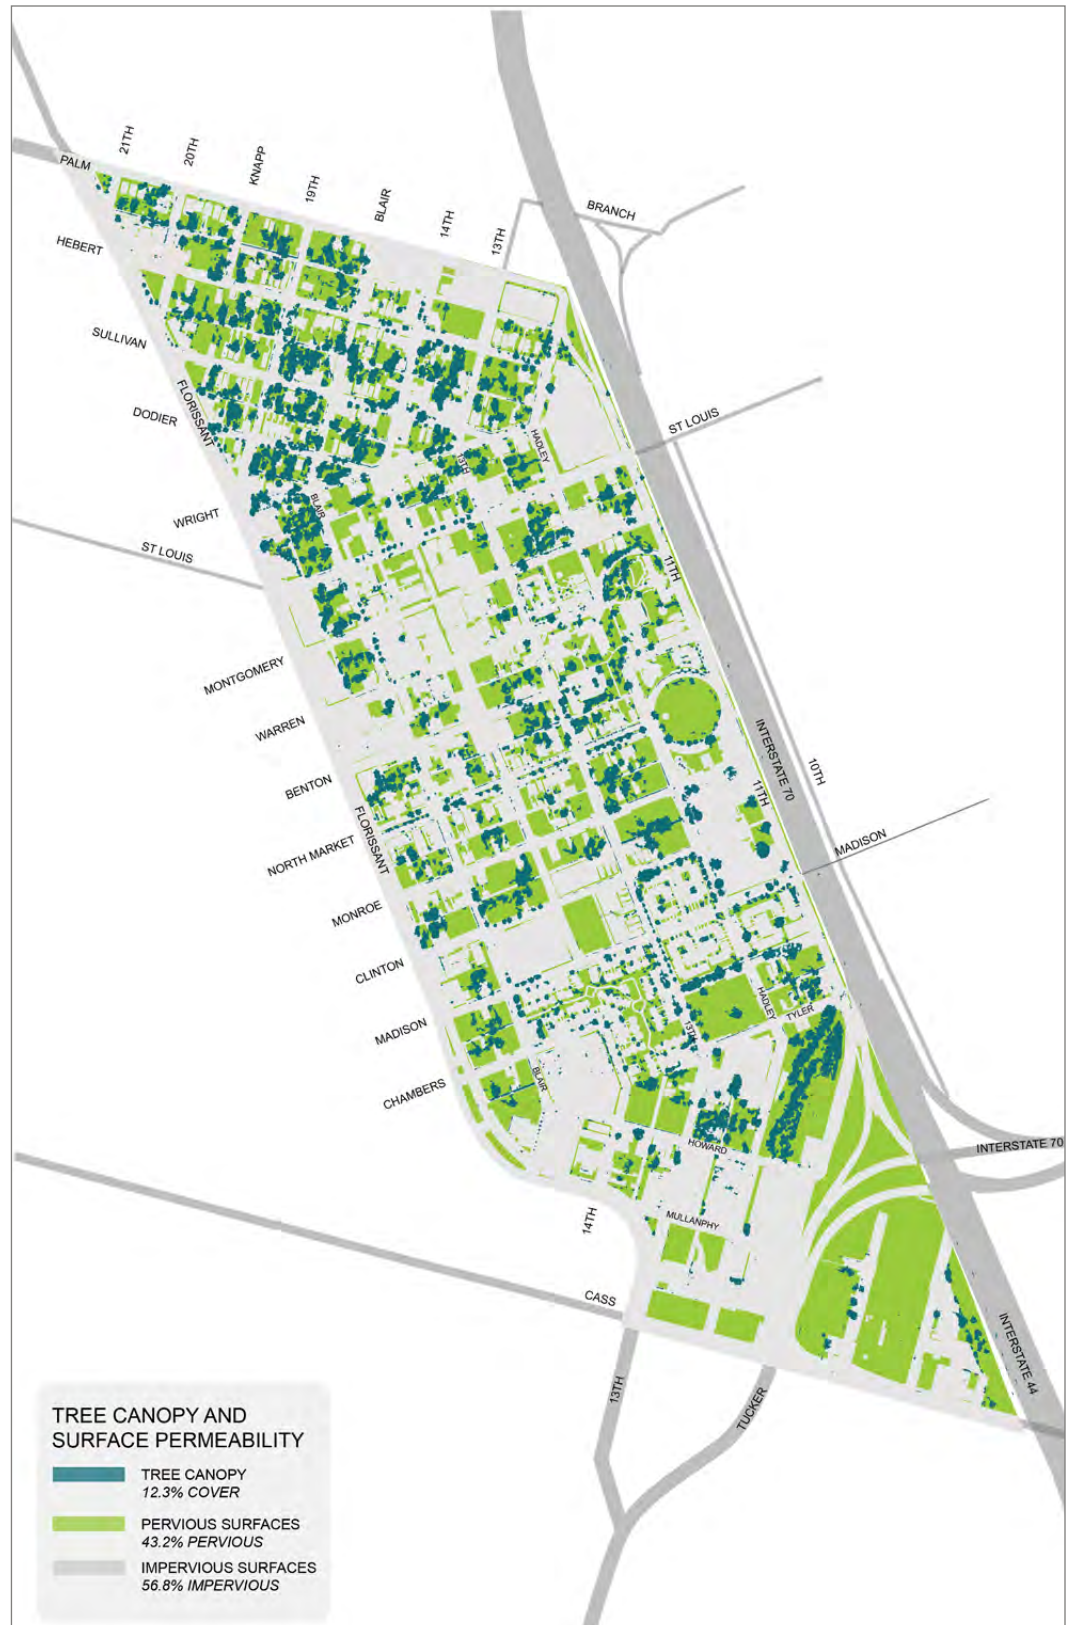 21TH
20TH
KNAPP
19TH
BLAIR
14TH
13TH
BRANCH
PALM
HEBERT
SULLIVAN
DODIER
FLORISSANT
WRIGHT
ST LOUIS
ST LOUIS
HADLEY
13TH
BLAIR
11TH
MONTGOMERY
WARREN
BENTON
NORTH MARKET
FLORISSANT
MONROE
CLINTON
MADISON
CHAMBERS
INTERSTATE 70
10TH
11TH
MADISON
HADLEY
TYLER
13TH
BLAIR
HOWARD
INTERSTATE 70
MULLANPHY
14TH
CASS
13TH
TUCKER
INTERSTATE 44
TREE CANOPY AND
SURFACE PERMEABILITY
TREE CANOPY
12.3% COVER
PERVIOUS SURFACES
43.2% PERVIOUS
IMPERVIOUS SURFACES
56.8% IMPERVIOUS